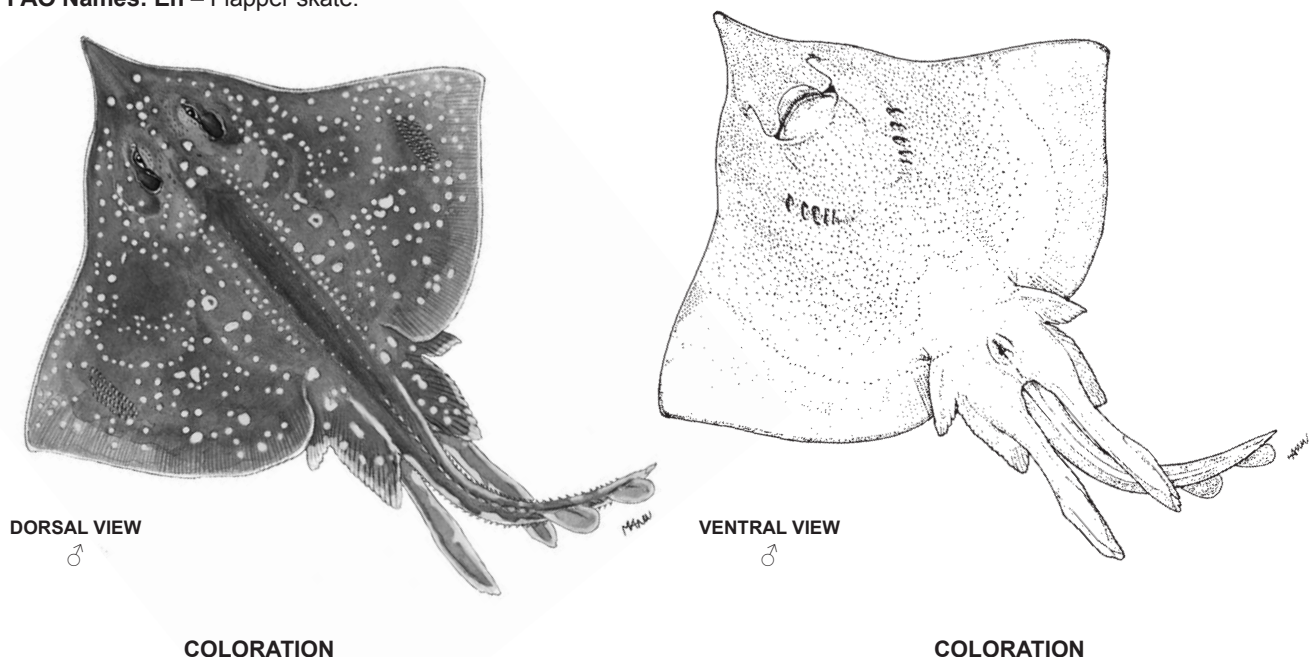 FAO Names: En – Flapper skate.
DORSAL VIEW
♂
VENTRAL VIEW
♂
COLORATION
COLORATION